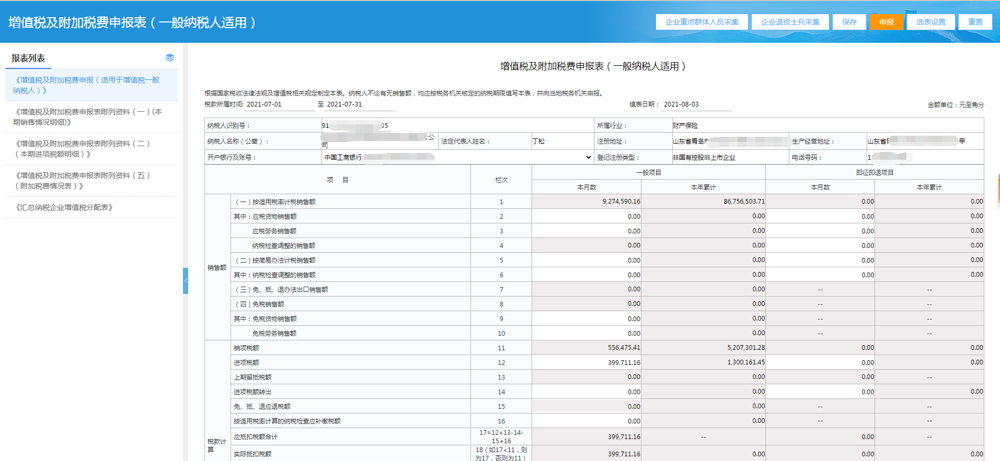 增值税及附加税费申报表（一般纳税人适用）
企业重点群体人员采集 企业退役士兵采集 保存 申报 选表设置 重置
报表列表
《增值税及附加税费申报（适用于增值税一般
纳税人）》
《增值税及附加税费申报表附列资料（一）(本
期销售情况明细)》
《增值税及附加税费申报表附列资料（二）
（本期进项税额明细）》
《增值税及附加税费申报表附列资料（五）
（附加税费情况表）》
《汇总纳税企业增值税分配表》
增值税及附加税费申报表（一般纳税人适用）
根据国家税收法律法规及增值税相关规定制定本表。纳税人不论有无销售额，均应按税务机关核定的纳税期限填写本表，并向当地税务机关申报。
税款所属时间: 2021-07-01 至 2021-07-31 填表日期： 2021-08-03 金额单位：元至角分
纳税人识别号： 91 35 所属行业： 财产保险
纳税人名称（公章）： 公司 法定代表人姓名： 丁松 注册地址： 山东省青岛市 生产经营地址： 山东省 甲
开户银行及账号： 中国工商银行 登记注册类型： 非国有控股非上市企业 电话号码： 1
项 目 栏次 一般项目 即征即退项目
本月数 本年累计 本月数 本年累计
销售额
（一）按适用税率计税销售额 1 9,274,590.16 86,756,503.71 0.00 0.00
其中：应税货物销售额 2 0.00 0.00 0.00 0.00
应税劳务销售额 3 0.00 0.00 0.00 0.00
纳税检查调整的销售额 4 0.00 0.00 0.00 0.00
（二）按简易办法计税销售额 5 0.00 0.00 0.00 0.00
其中：纳税检查调整的销售额 6 0.00 0.00 0.00 0.00
（三）免、抵、退办法出口销售额 7 0.00 0.00 -- --
（四）免税销售额 8 0.00 0.00 -- --
其中：免税货物销售额 9 0.00 0.00 -- --
免税劳务销售额 10 0.00 0.00 -- --
税款计算
销项税额 11 556,475.41 5,207,301.28 0.00 0.00
进项税额 12 399,711.16 1,300,161.45 0.00 0.00
上期留抵税额 13 0.00 0.00 0.00 --
进项税额转出 14 0.00 0.00 0.00 0.00
免、抵、退应退税额 15 0.00 0.00 -- --
按适用税率计算的纳税检查应补缴税额 16 0.00 0.00 -- --
应抵扣税额合计 17=12+13-14-15+16 399,711.16 -- 0.00 --
实际抵扣税额 18（如17<11，则为17，否则为11） 399,711.16 0.00 0.00 0.00